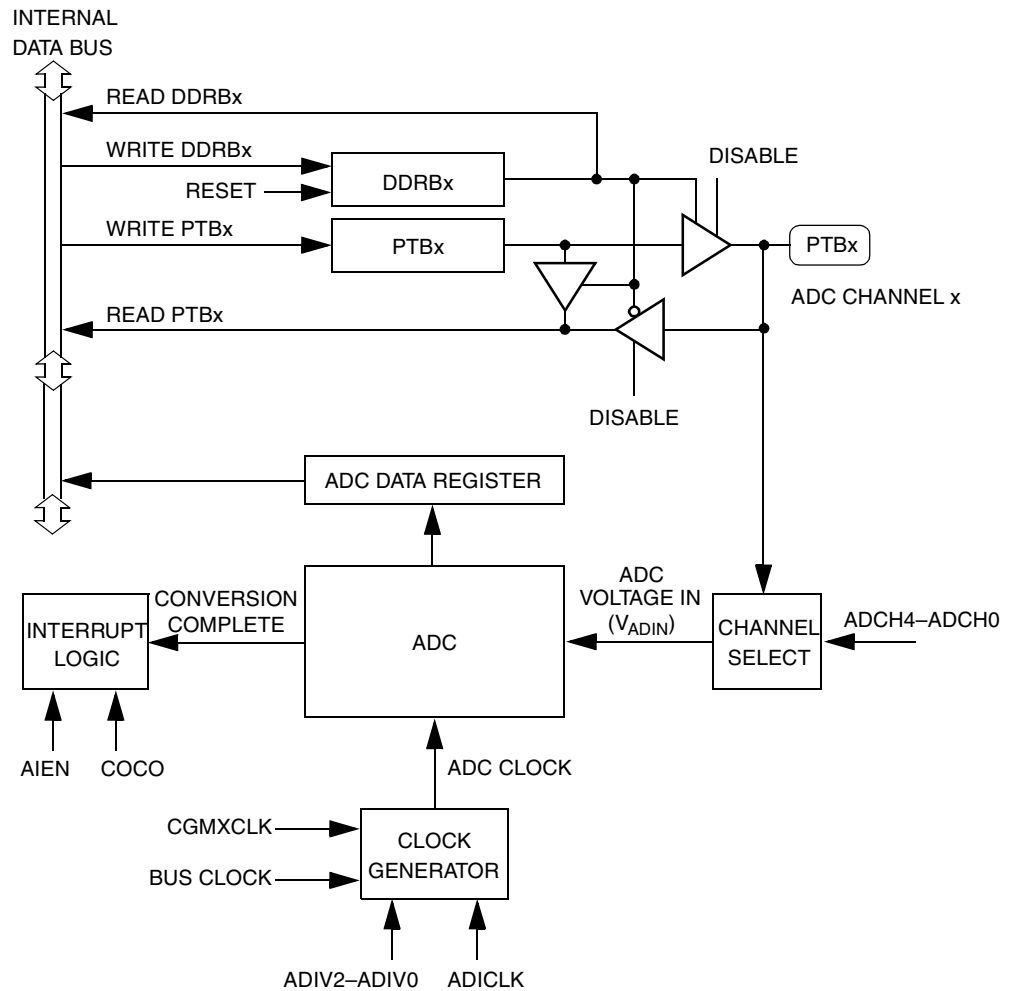 INTERNAL
DATA BUS
READ DDRBx
WRITE DDRBx
DISABLE
DDRBx
RESET
WRITE PTBx
PTBx
PTBx
ADC CHANNEL x
READ PTBx
DISABLE
ADC DATA REGISTER
CONVERSION
COMPLETE
INTERRUPT
LOGIC
ADC
ADC
VOLTAGE IN
(VADIN)
CHANNEL
SELECT
ADCH4–ADCH0
AIEN
COCO
ADC CLOCK
CGMXCLK
CLOCK
GENERATOR
BUS CLOCK
ADIV2–ADIV0
ADICLK